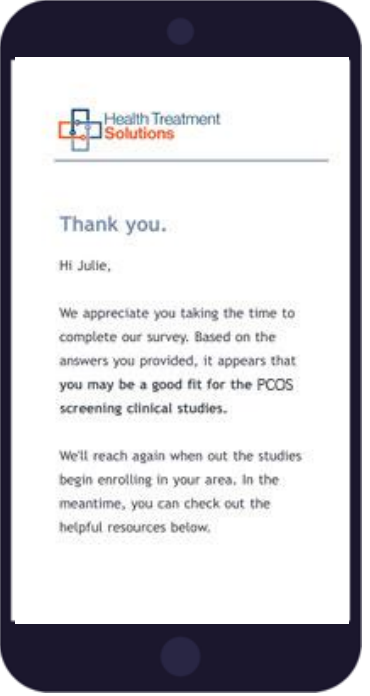 Health Treatment
Solutions
Thank you.
Hi Julie,
We appreciate you taking the time to
complete our survey. Based on the
answers you provided, it appears that
you may be a good fit for the PCOS
screening clinical studies.
We'll reach again when out the studies
begin enrolling in your area. In the
meantime, you can check out the
helpful resources below.